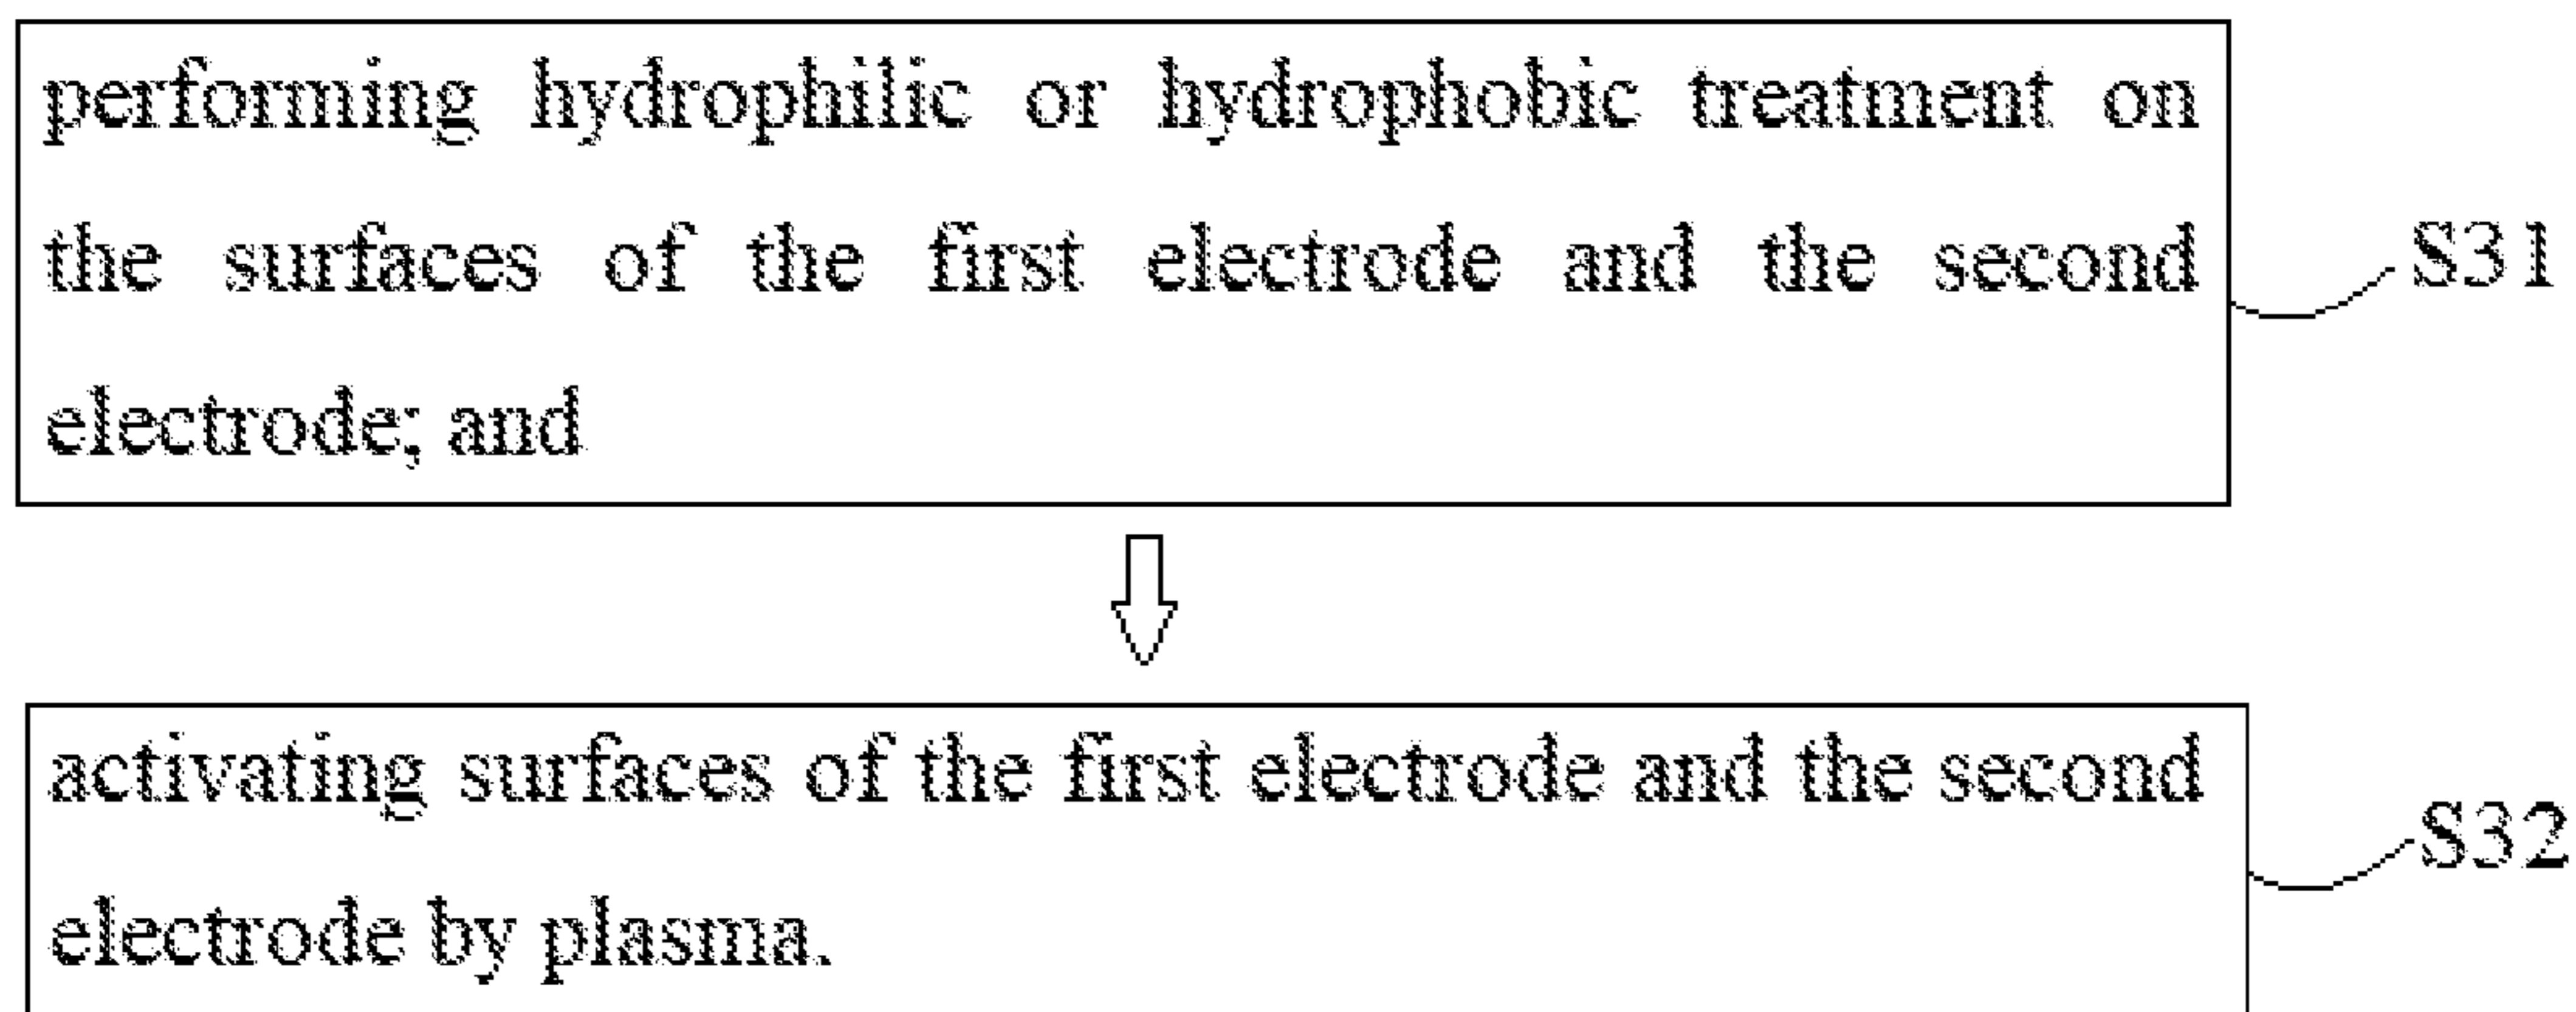 performing hydrophilic or hydrophobic treatment on
the surfaces of the first electrode and the second
electrode; and
S31
activating surfaces of the first electrode and the second
electrode by plasma.
S32